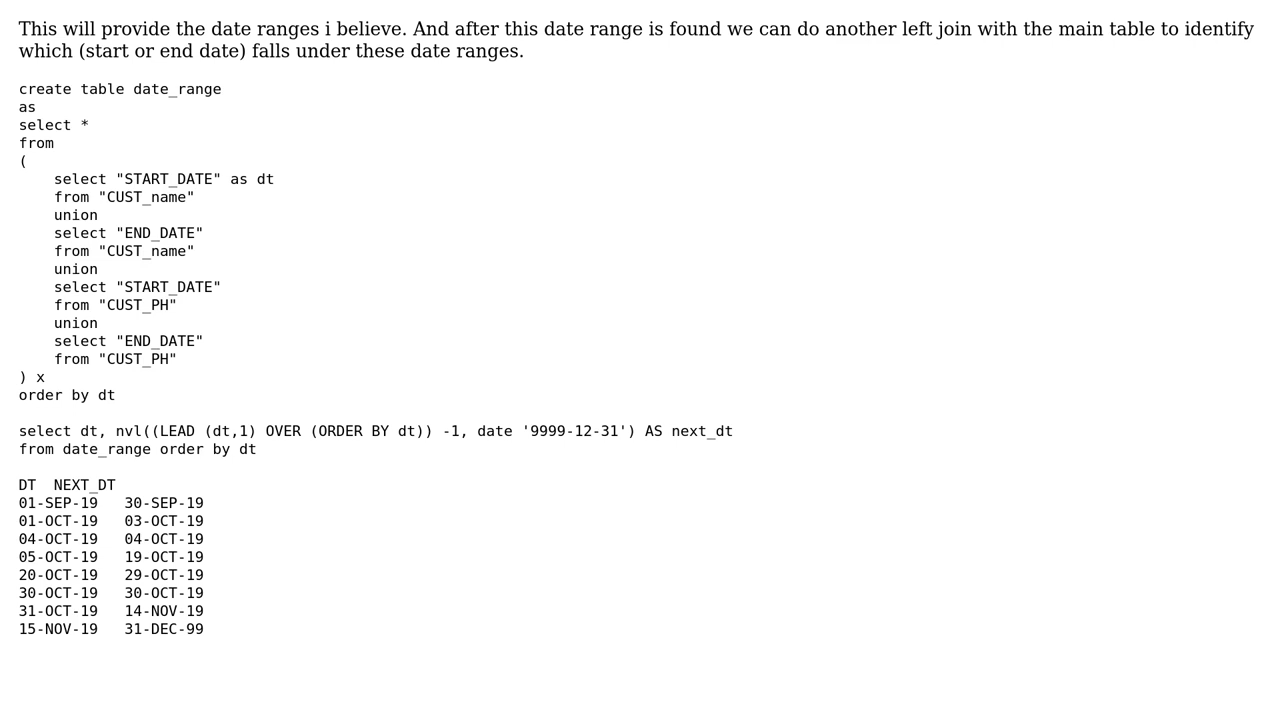 This will provide the date ranges i believe. And after this date range is found we can do another left join with the main table to identify
which (start or end date) falls under these date ranges.
create table date_range
as
select *
from
(
    select "START_DATE" as dt
    from "CUST_name"
    union
    select "END_DATE"
    from "CUST_name"
    union
    select "START_DATE"
    from "CUST_PH"
    union
    select "END_DATE"
    from "CUST_PH"
) x
order by dt
select dt, nvl((LEAD (dt,1) OVER (ORDER BY dt)) -1, date '9999-12-31') AS next_dt
from date_range order by dt
DT  NEXT_DT
01-SEP-19   30-SEP-19
01-OCT-19   03-OCT-19
04-OCT-19   04-OCT-19
05-OCT-19   19-OCT-19
20-OCT-19   29-OCT-19
30-OCT-19   30-OCT-19
31-OCT-19   14-NOV-19
15-NOV-19   31-DEC-99